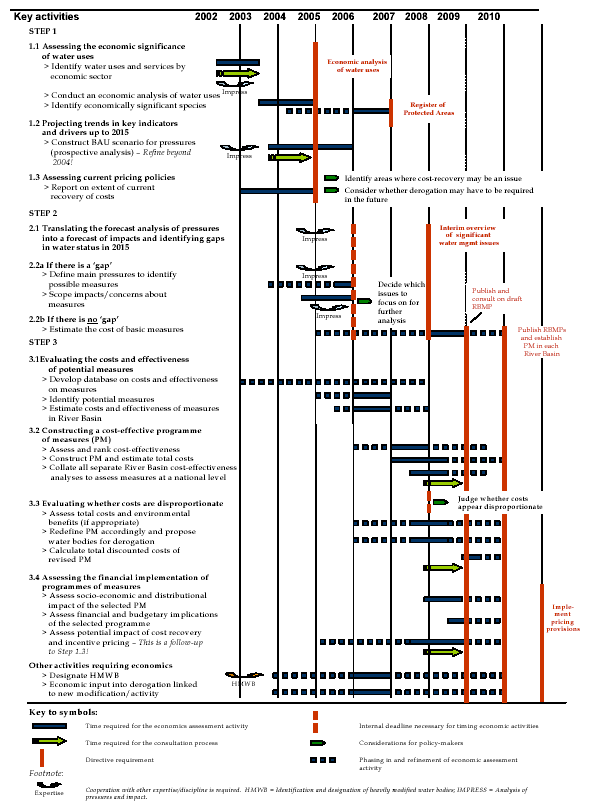 Key activities 2002 2003 2004 2005 2006 2007 2008 2009 2010
STEP 1
1.1 Assessing the economic significance
of water uses
> Identify water uses and services by
economic sector
Economic analysis
of water uses
Impress
> Conduct an economic analysis of water uses
> Identify economically significant species
Register of
Protected Areas
1.2 Projecting trends in key indicators
and drivers up to 2015
> Construct BAU scenario for pressures
(prospective analysis) – Refine beyond
2004!
Impress
1.3 Assessing current pricing policies
> Report on extent of current
recovery of costs
Identify areas where cost-recovery may be an issue
Consider whether derogation may have to be required
in the future
STEP 2
2.1 Translating the forecast analysis of pressures
into a forecast of impacts and identifying gaps
in water status in 2015
Impress
Interim overview
of significant
water mgmt issues
2.2a If there is a ‘gap’
> Define main pressures to identify
possible measures
> Scope impacts/concerns about
measures
Impress
Impress
Decide which
issues to
focus on for
further
analysis
Publish and
consult on draft
RBMP
2.2b If there is no ‘gap’
> Estimate the cost of basic measures
Publish RBMPs
and establish
PM in each
River Basin
STEP 3
3.1Evaluating the costs and effectiveness
of potential measures
> Develop database on costs and effectiveness
on measures
> Identify potential measures
> Estimate costs and effectiveness of measures
in River Basin
3.2 Constructing a cost-effective programme
of measures (PM)
> Assess and rank cost-effectiveness
> Construct PM and estimate total costs
> Collate all separate River Basin cost-effectiveness
analyses to assess measures at a national level
3.3 Evaluating whether costs are disproportionate
> Assess total costs and environmental
benefits (if appropriate)
> Redefine PM accordingly and propose
water bodies for derogation
> Calculate total discounted costs of
revised PM
Judge whether costs
appear disproportionate
3.4 Assessing the financial implementation of
programmes of measures
> Assess socio-economic and distributional
impact of the selected PM
> Assess financial and budgetary implications
of the selected programme
> Assess potential impact of cost recovery
and incentive pricing – This is a follow-up
to Step 1.3!
Imple-
ment
pricing
provisions
Other activities requiring economics
> Designate HMWB
> Economic input into derogation linked
to new modification/activity
HMWB
Key to symbols:
Time required for the economics assessment activity
Internal deadline necessary for timing economic activities
Time required for the consultation process
Considerations for policy-makers
Directive requirement
Phasing in and refinement of economic assessment
activity
Footnote:
Expertise
Cooperation with other expertise/discipline is required. HMWB = Identification and designation of heavily modified water bodies; IMPRESS = Analysis of
pressures and impact.